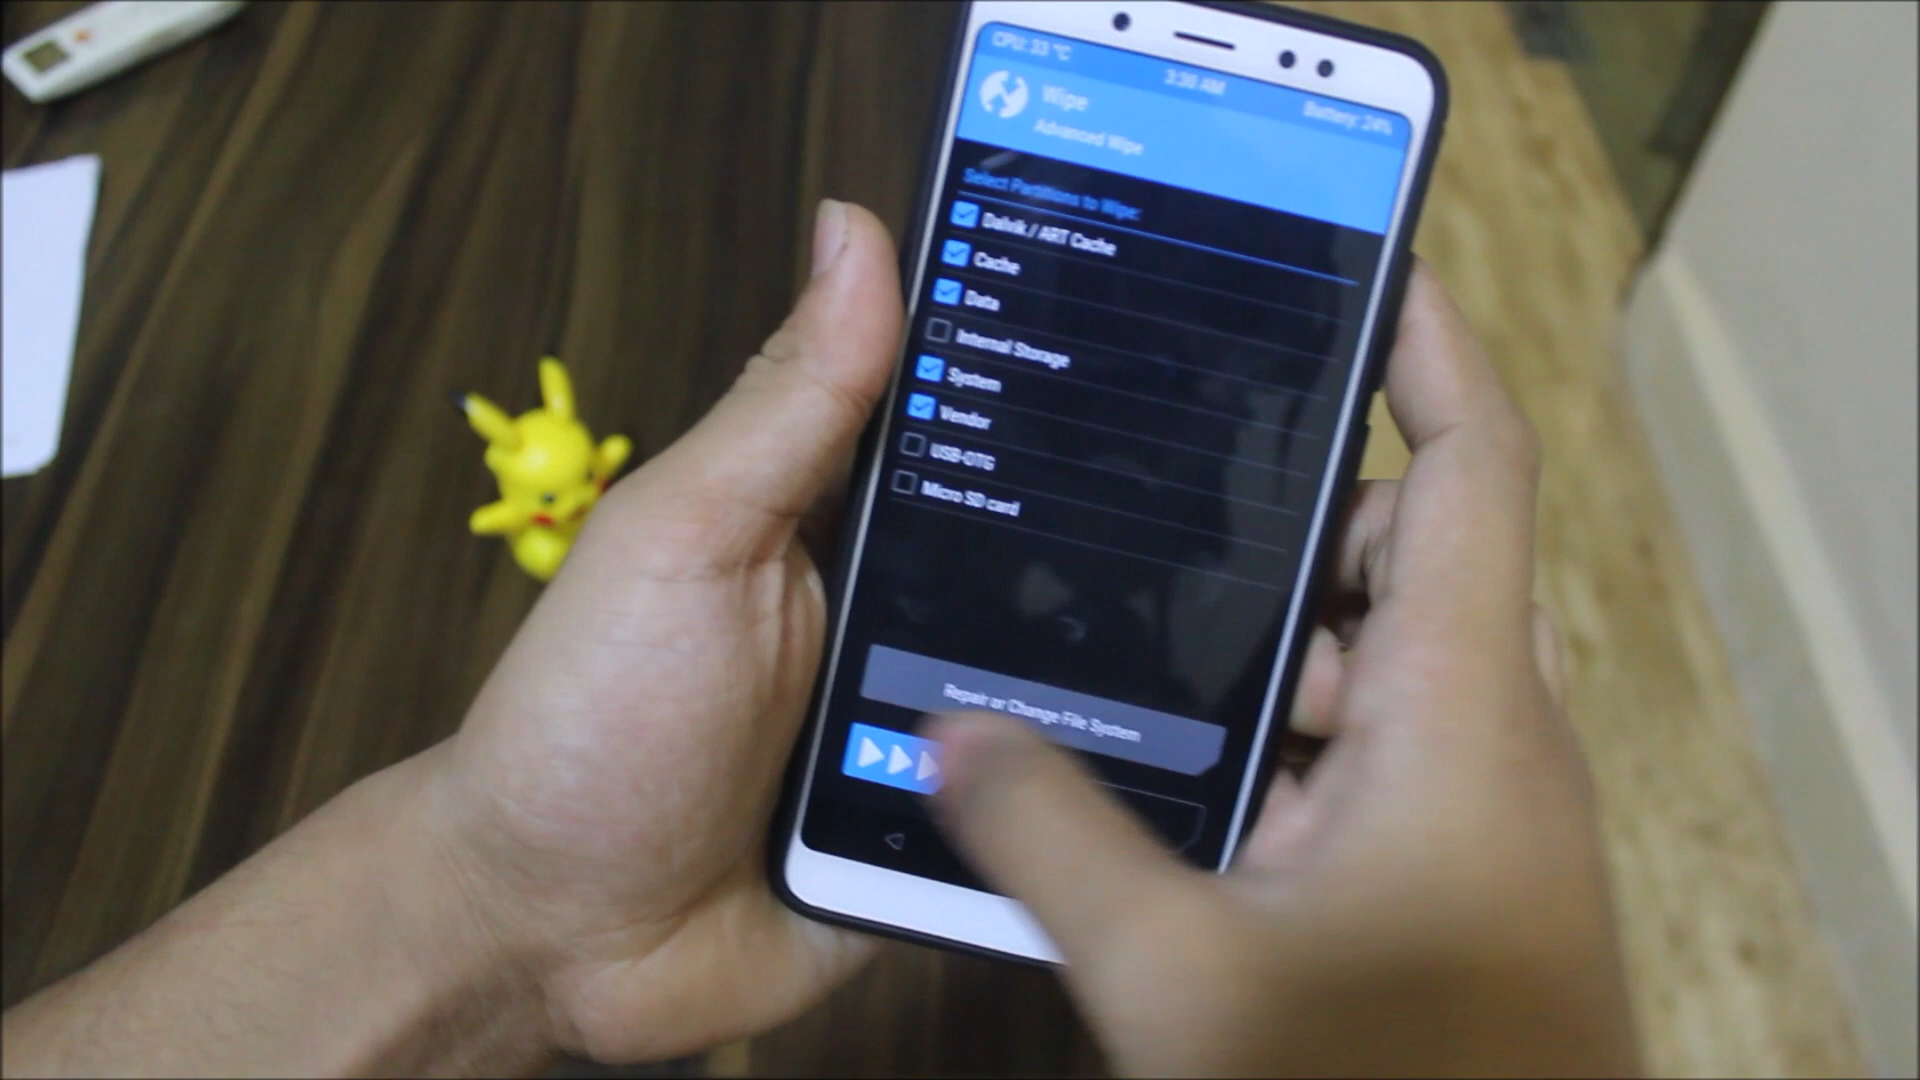 CPU: 33 °C
3:30 AM
Battery: 24%
Wipe
Advanced Wipe
Select Partitions to Wipe:
Dalvik / ART Cache
Cache
Data
Internal Storage
System
Vendor
USB-OTG
Micro SD card
Repair or Change File System